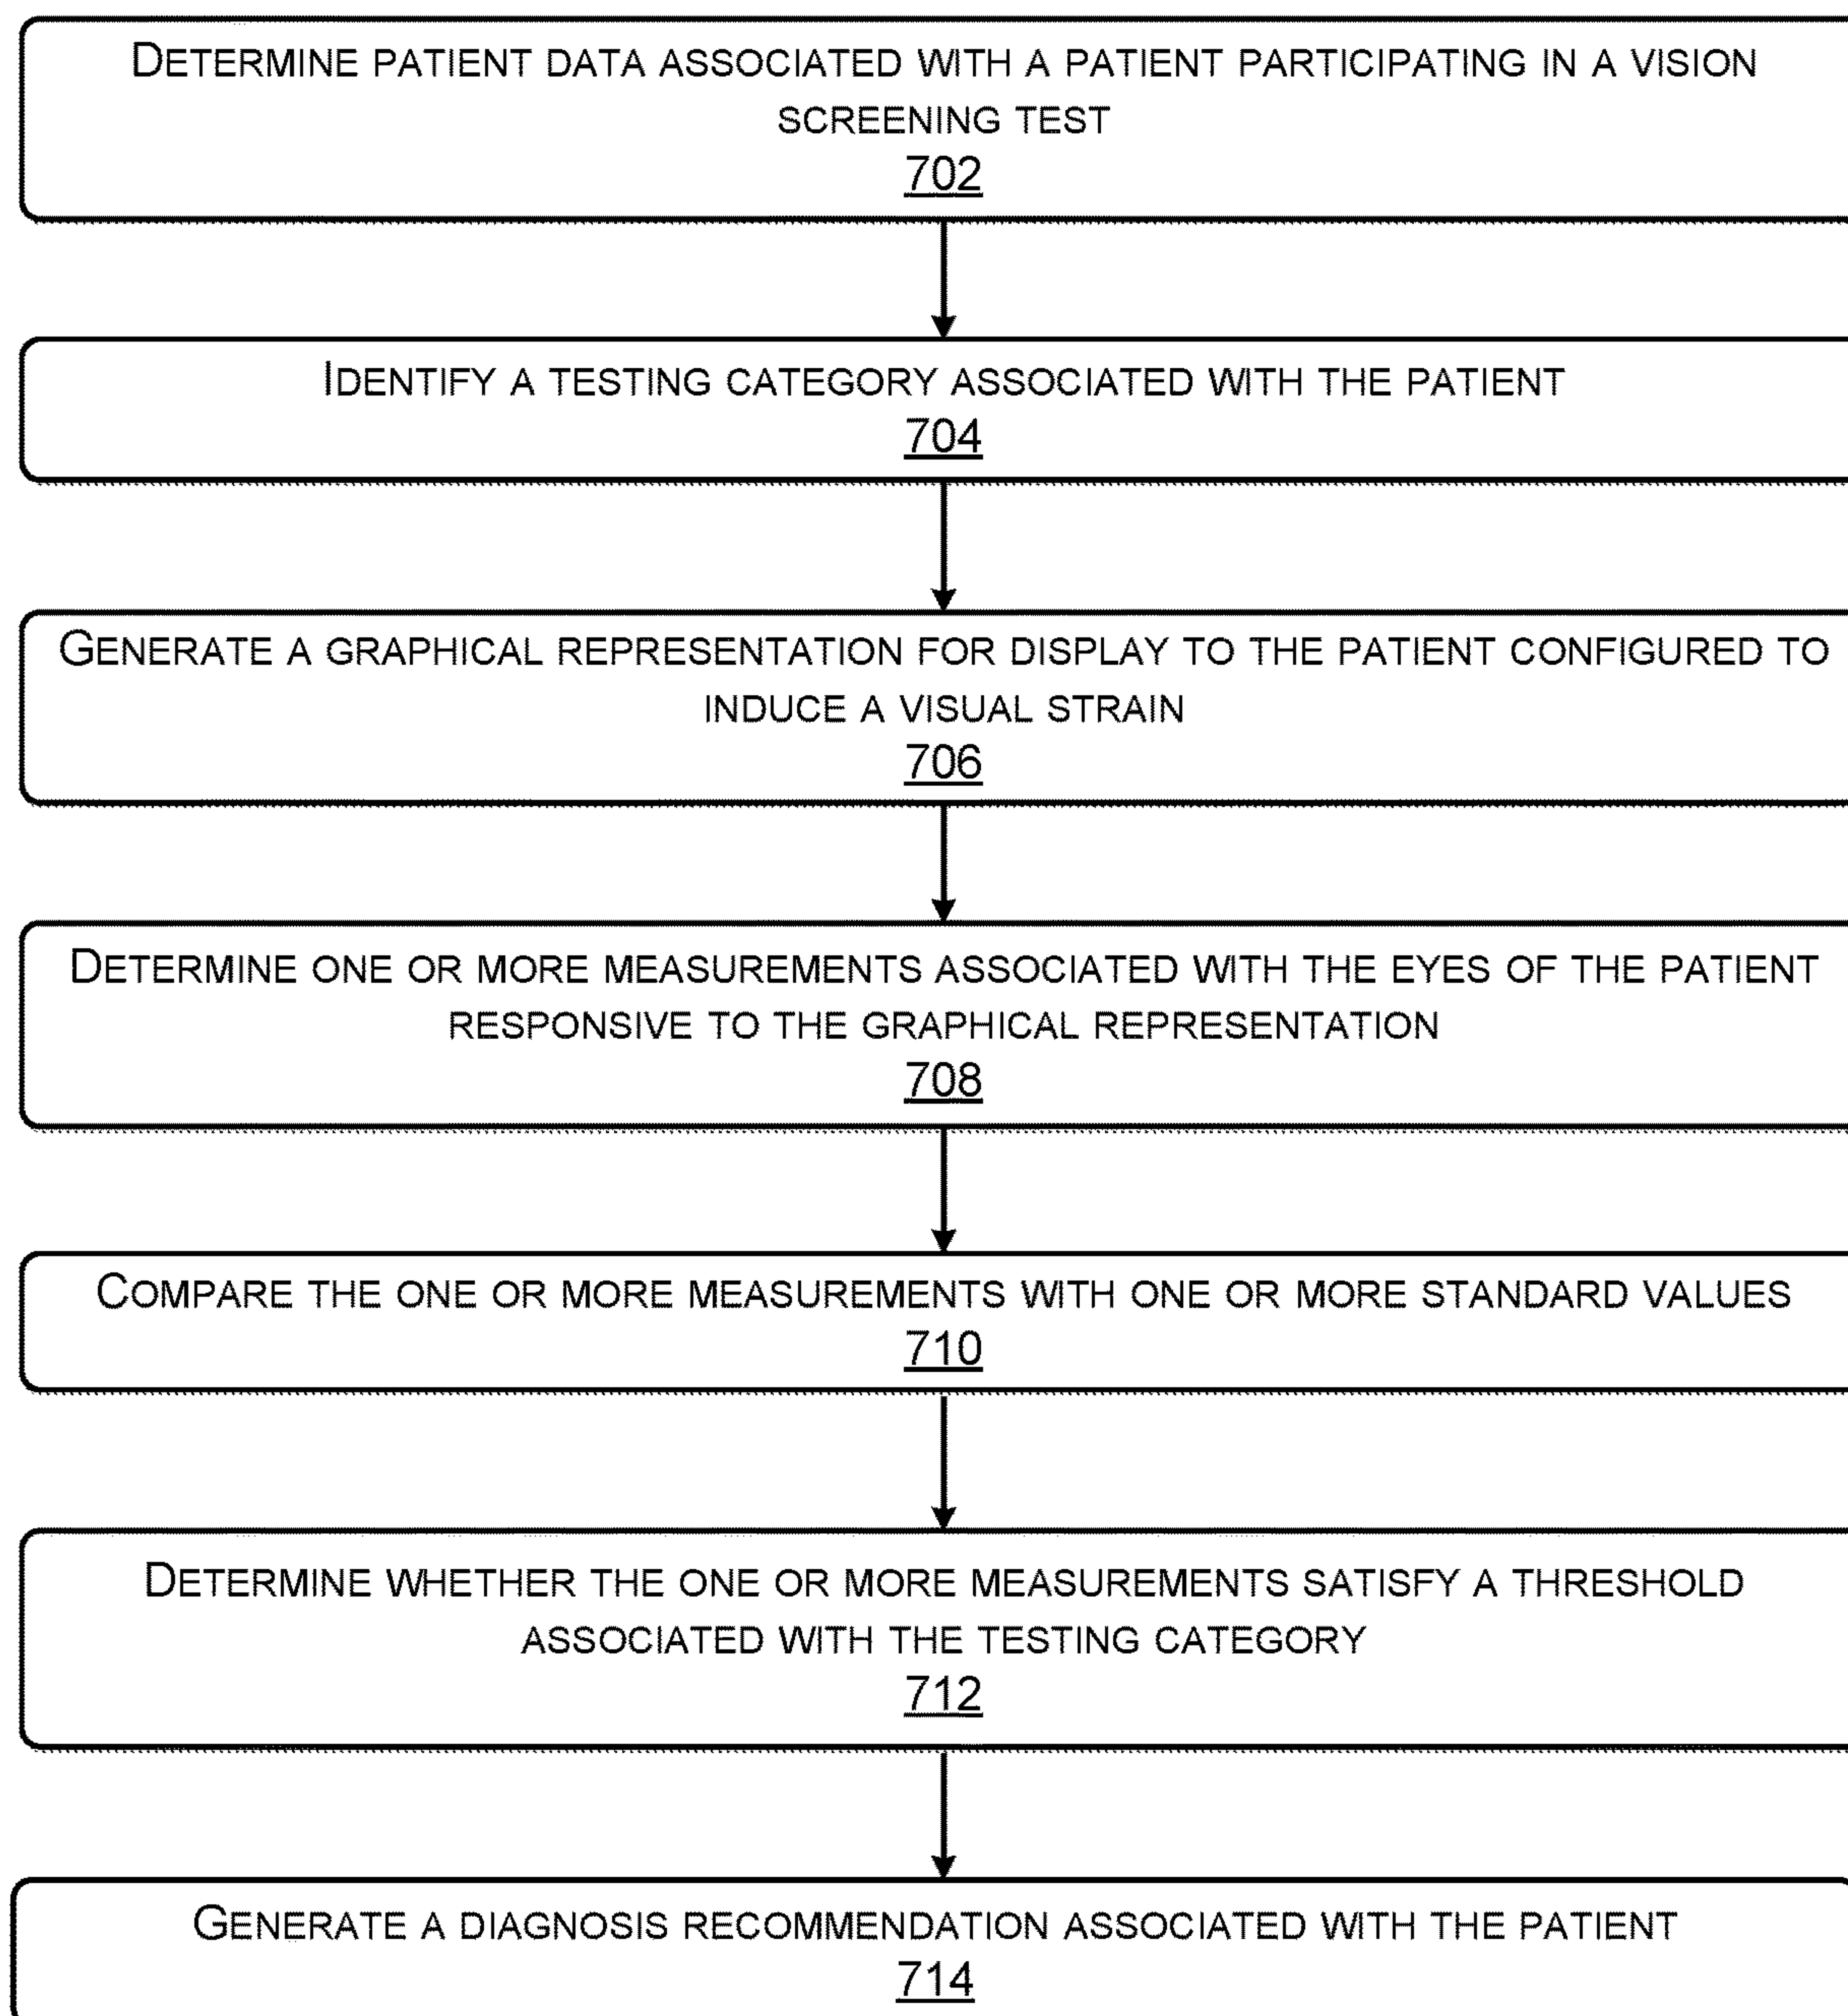 DETERMINE PATIENT DATA ASSOCIATED WITH A PATIENT PARTICIPATING IN A VISION
SCREENING TEST
702
IDENTIFY A TESTING CATEGORY ASSOCIATED WITH THE PATIENT
704
GENERATE A GRAPHICAL REPRESENTATION FOR DISPLAY TO THE PATIENT CONFIGURED TO
INDUCE A VISUAL STRAIN
706
DETERMINE ONE OR MORE MEASUREMENTS ASSOCIATED WITH THE EYES OF THE PATIENT
RESPONSIVE TO THE GRAPHICAL REPRESENTATION
708
COMPARE THE ONE OR MORE MEASUREMENTS WITH ONE OR MORE STANDARD VALUES
710
DETERMINE WHETHER THE ONE OR MORE MEASUREMENTS SATISFY A THRESHOLD
ASSOCIATED WITH THE TESTING CATEGORY
712
GENERATE A DIAGNOSIS RECOMMENDATION ASSOCIATED WITH THE PATIENT
714